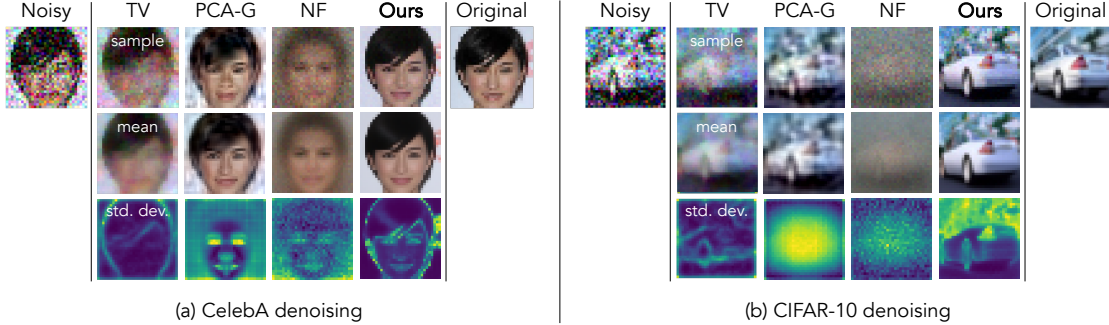 Noisy TV PCA-G NF Ours Original
sample
mean
std. dev.
(a) CelebA denoising
Noisy TV PCA-G NF Ours Original
sample
mean
std. dev.
(b) CIFAR-10 denoising